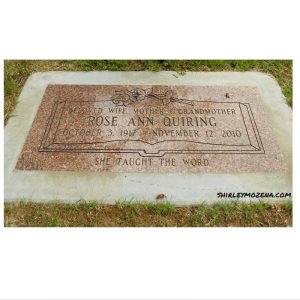 BELOVED WIFE MOTHER & GRANDMOTHER
ROSE ANN QUIRING
OCTOBER 3, 1917 - NOVEMBER 12, 2010
SHE TAUGHT THE WORD
SHIRLEYMOZENA.COM